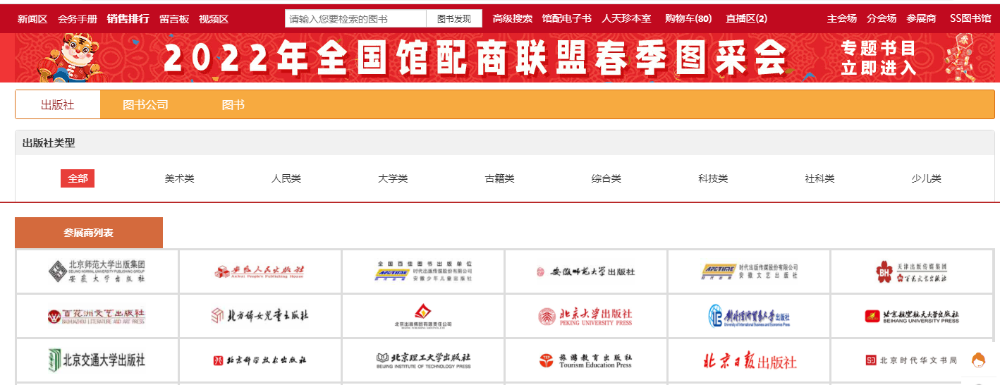 新闻区 会务手册 销售排行 留言板 视频区 请输入您要检索的图书 图书发现 高级搜索 馆配电子书 人天珍本室 购物车(80) 直播区(2) 主会场 分会场 参展商 SS图书馆
2022年全国馆配商联盟春季图采会
专题书目
立即进入
出版社 图书公司 图书
出版社类型
全部 美术类 人民类 大学类 古籍类 综合类 科技类 社科类 少儿类
参展商列表
北京师范大学出版集团
BEIJING NORMAL UNIVERSITY PUBLISHING GROUP
安徽大学出版社
安徽人民出版社
Anhui People's Publishing House
全国百佳图书出版单位
APGTIME 时代出版传媒股份有限公司
时代出版 安徽少年儿童出版社
安徽师范大学出版社
APGTIME 时代出版传媒股份有限公司
时代出版 安徽文艺出版社
BH 天津出版传媒集团
百花文艺出版社
百花洲文艺出版社
BAIHUAZHOU LITERATURE AND ART PRESS
北方妇女儿童出版社
北京出版集团有限责任公司
北京大学出版社
PEKING UNIVERSITY PRESS
对外经济贸易大学出版社
University of International Business and Economics Press
北京航空航天大学出版社
BEIHANG UNIVERSITY PRESS
北京交通大学出版社
北京科学技术出版社
北京理工大学出版社
BEIJING INSTITUTE OF TECHNOLOGY PRESS
旅游教育出版社
Tourism Education Press
北京日报出版社
北京时代华文书局